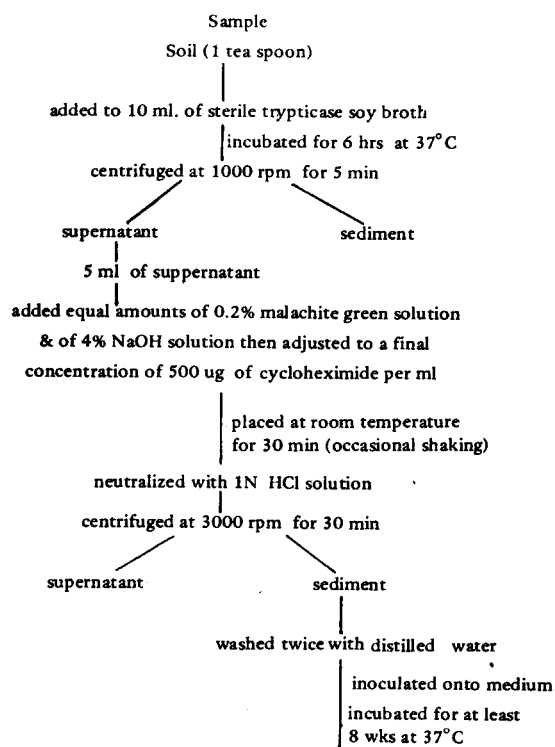 Sample
Soil (1 tea spoon)
added to 10 ml. of sterile trypticase soy broth
incubated for 6 hrs at 37°C
centrifuged at 1000 rpm for 5 min
supernatant
sediment
5 ml of suppernatant
added equal amounts of 0.2% malachite green solution
& of 4% NaOH solution then adjusted to a final
concentration of 500 ug of cycloheximide per ml
placed at room temperature
for 30 min (occasional shaking)
neutralized with 1N HCl solution
centrifuged at 3000 rpm for 30 min
supernatant
sediment
washed twice with distilled water
inoculated onto medium
incubated for at least
8 wks at 37°C